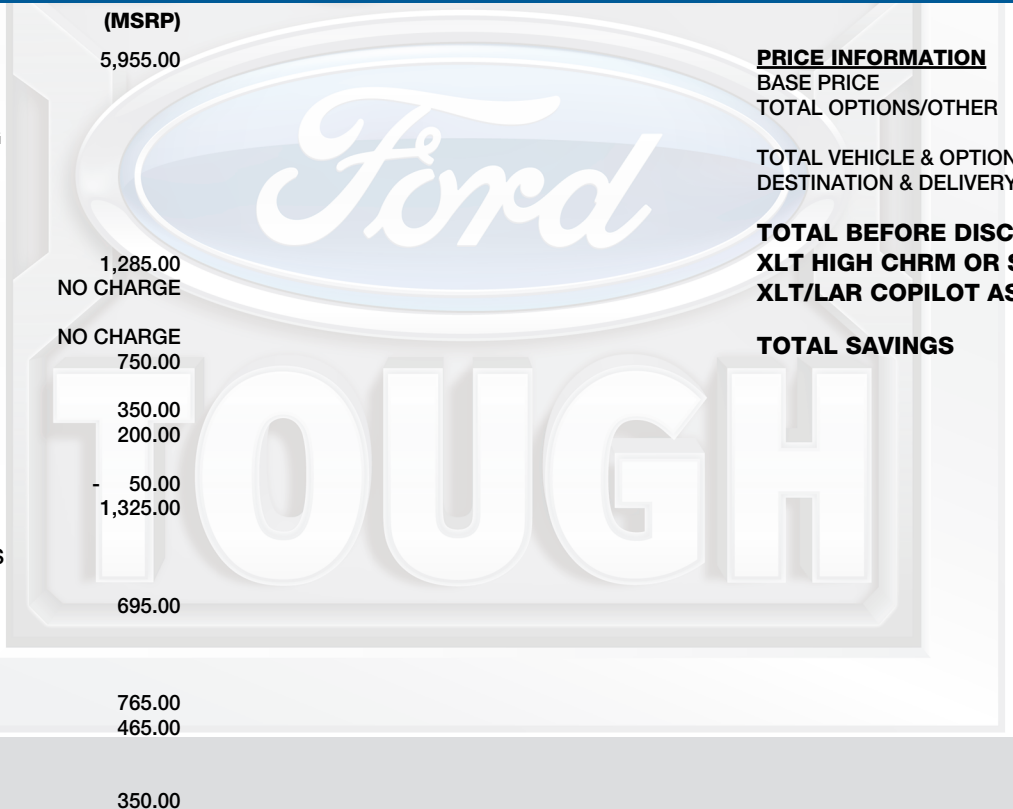 (MSRP)
5,955.00
1,285.00
NO CHARGE
NO CHARGE
750.00
350.00
200.00
- 50.00
1,325.00
695.00
765.00
465.00
350.00
PRICE INFORMATION
BASE PRICE
TOTAL OPTIONS/OTHER
TOTAL VEHICLE & OPTION
DESTINATION & DELIVERY
TOTAL BEFORE DISC
XLT HIGH CHRM OR S
XLT/LAR COPILOT AS
TOTAL SAVINGS
Ford
TOUGH